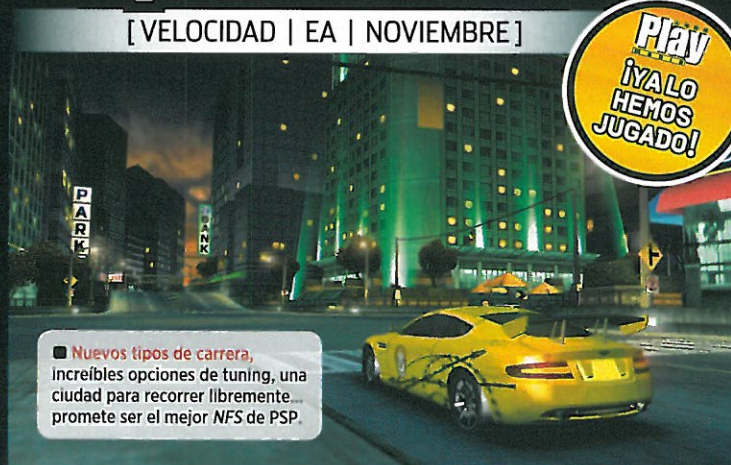 [ VELOCIDAD | EA | NOVIEMBRE ]
Play
¡YA LO
HEMOS
JUGADO!
PARK
BANK
■ Nuevos tipos de carrera,
increíbles opciones de tuning, una
ciudad para recorrer libremente...
promete ser el mejor NFS de PSP.